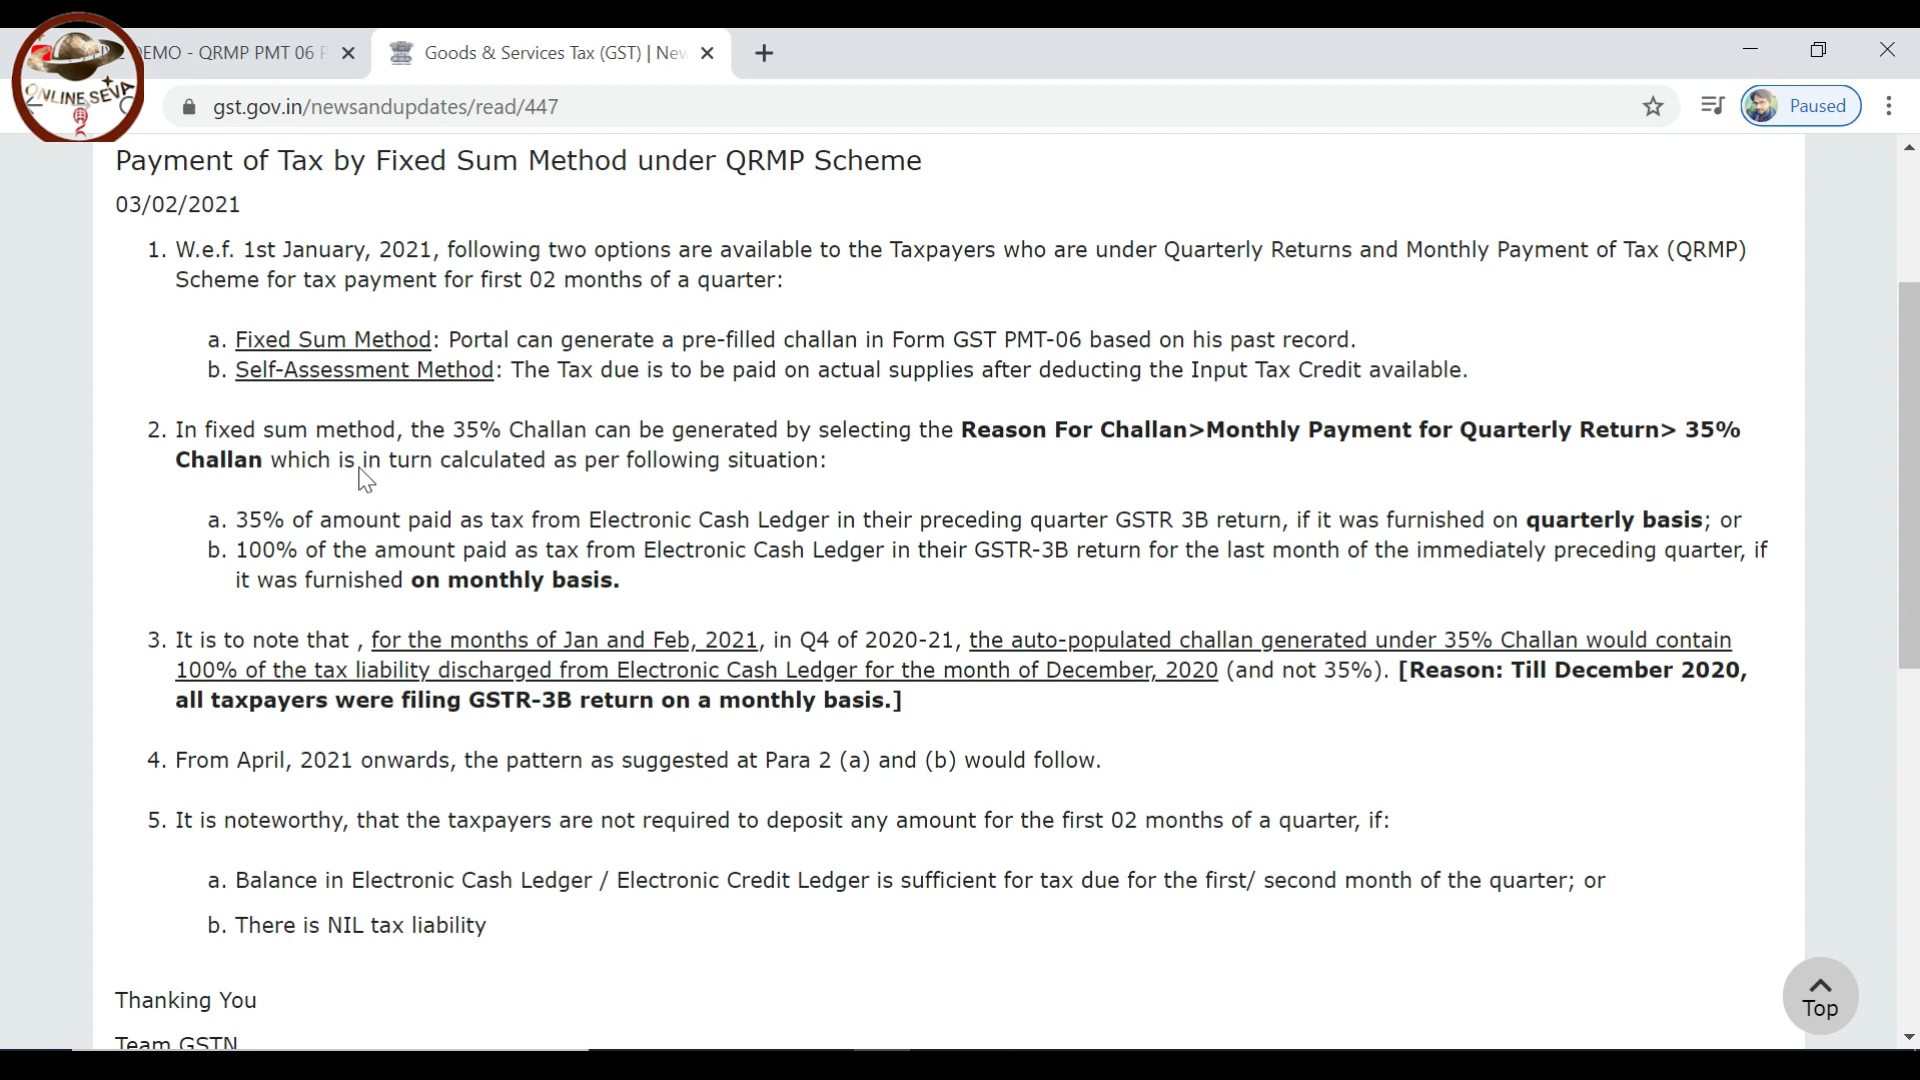 DEMO - QRMP PMT 06 P
Goods & Services Tax (GST) | New
ONLINE SEVA
gst.gov.in/newsandupdates/read/447
Paused
Payment of Tax by Fixed Sum Method under QRMP Scheme
03/02/2021
1. W.e.f. 1st January, 2021, following two options are available to the Taxpayers who are under Quarterly Returns and Monthly Payment of Tax (QRMP)
Scheme for tax payment for first 02 months of a quarter:
a. Fixed Sum Method: Portal can generate a pre-filled challan in Form GST PMT-06 based on his past record.
b. Self-Assessment Method: The Tax due is to be paid on actual supplies after deducting the Input Tax Credit available.
2. In fixed sum method, the 35% Challan can be generated by selecting the Reason For Challan>Monthly Payment for Quarterly Return> 35%
Challan which is in turn calculated as per following situation:
a. 35% of amount paid as tax from Electronic Cash Ledger in their preceding quarter GSTR 3B return, if it was furnished on quarterly basis; or
b. 100% of the amount paid as tax from Electronic Cash Ledger in their GSTR-3B return for the last month of the immediately preceding quarter, if
it was furnished on monthly basis.
3. It is to note that , for the months of Jan and Feb, 2021, in Q4 of 2020-21, the auto-populated challan generated under 35% Challan would contain
100% of the tax liability discharged from Electronic Cash Ledger for the month of December, 2020 (and not 35%). [Reason: Till December 2020,
all taxpayers were filing GSTR-3B return on a monthly basis.]
4. From April, 2021 onwards, the pattern as suggested at Para 2 (a) and (b) would follow.
5. It is noteworthy, that the taxpayers are not required to deposit any amount for the first 02 months of a quarter, if:
a. Balance in Electronic Cash Ledger / Electronic Credit Ledger is sufficient for tax due for the first/ second month of the quarter; or
b. There is NIL tax liability
Thanking You
Top
Team GSTN